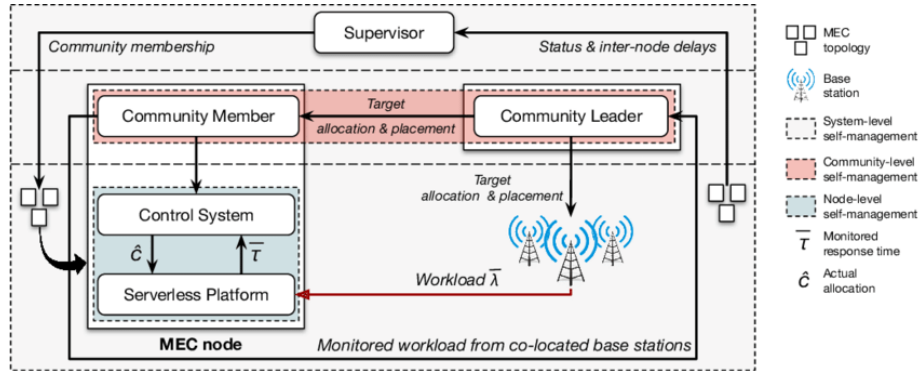 Supervisor
Community membership
Status & inter-node delays
Community Member
Target
allocation & placement
Community Leader
Target
allocation & placement
Control System
ĉ
τ̅
Serverless Platform
Workload λ̅
MEC node
Monitored workload from co-located base stations
MEC
topology
Base
station
System-level
self-management
Community-level
self-management
Node-level
self-management
τ̅
Monitored
response time
ĉ
Actual
allocation